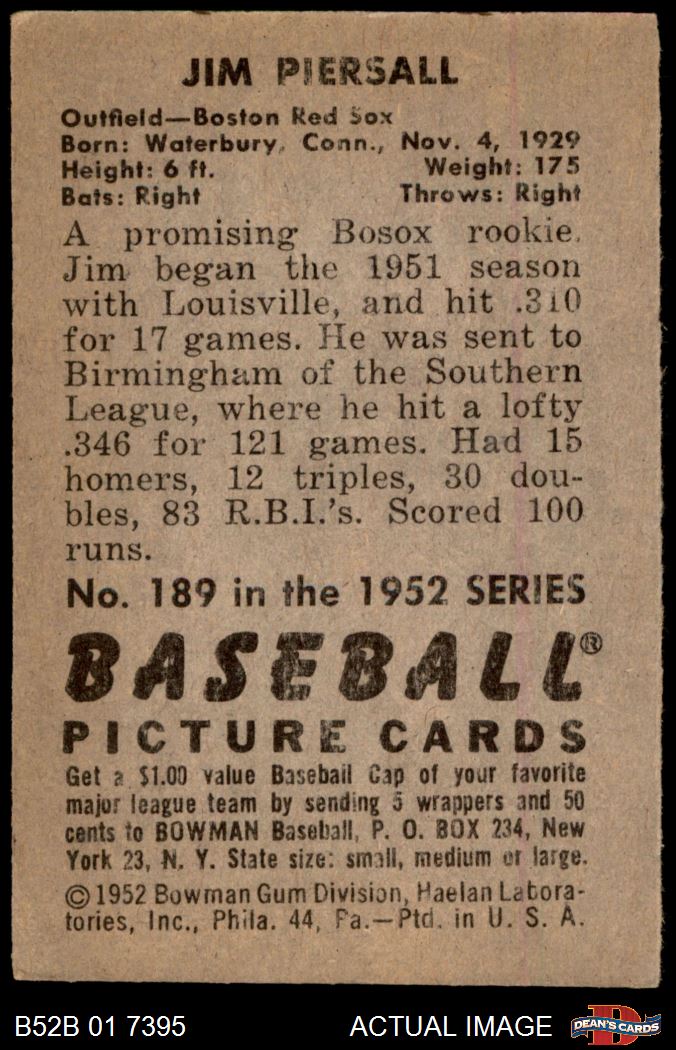 JIM PIERSALL
Outfield—Boston Red Sox
Born: Waterbury, Conn., Nov. 4, 1929
Height: 6 ft. Weight: 175
Bats: Right Throws: Right
A promising Bosox rookie.
Jim began the 1951 season
with Louisville, and hit .310
for 17 games. He was sent to
Birmingham of the Southern
League, where he hit a lofty
.346 for 121 games. Had 15
homers, 12 triples, 30 dou-
bles, 83 R.B.I.'s. Scored 100
runs.
No. 189 in the 1952 SERIES
BASEBALL®
PICTURE CARDS
Get a $1.00 value Baseball Cap of your favorite
major league team by sending 5 wrappers and 50
cents to BOWMAN Baseball, P. O. BOX 234, New
York 23, N. Y. State size: small, medium or large.
© 1952 Bowman Gum Division, Haelan Labora-
tories, Inc., Phila. 44, Pa.—Ptd. in U. S. A.
B52B 01 7395 ACTUAL IMAGE DEAN'S CARDS